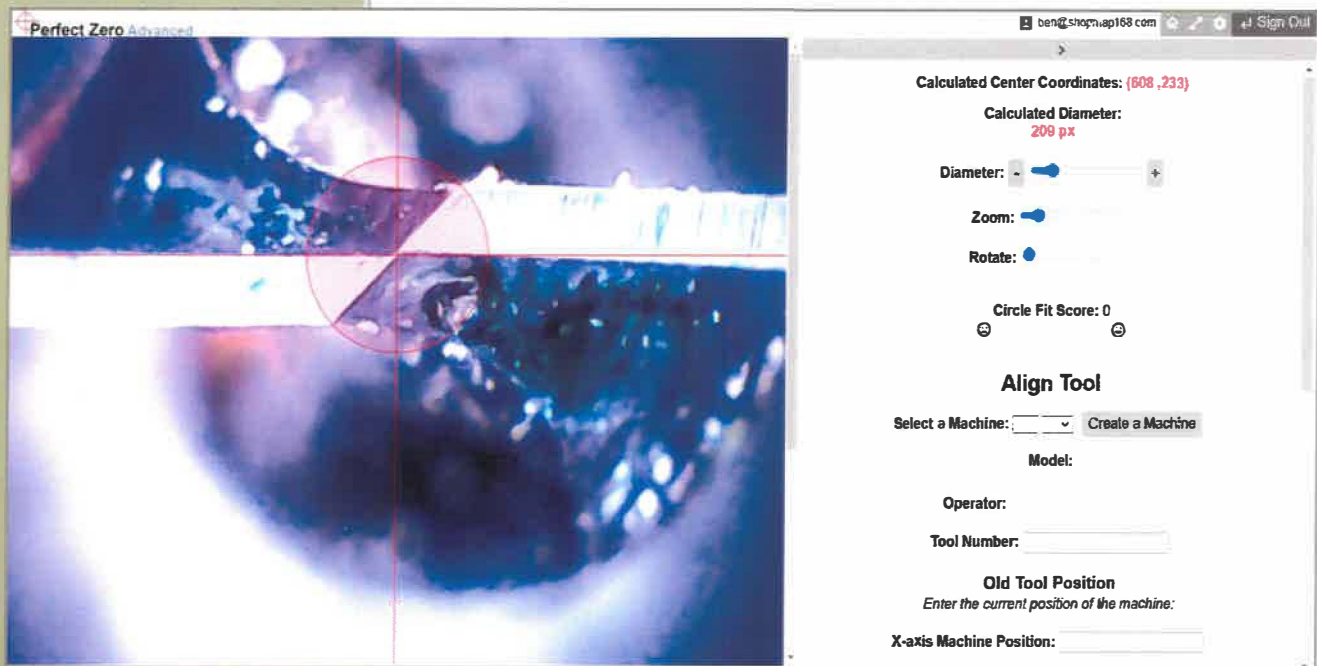 Perfect Zero Advanced
Sign Out
>
Calculated Center Coordinates: (608 ,233)
Calculated Diameter:
209 px
Diameter: - +
Zoom:
Rotate:
Circle Fit Score: 0
Align Tool
Select a Machine: Create a Machine
Model:
Operator:
Tool Number:
Old Tool Position
Enter the current position of the machine:
X-axis Machine Position: